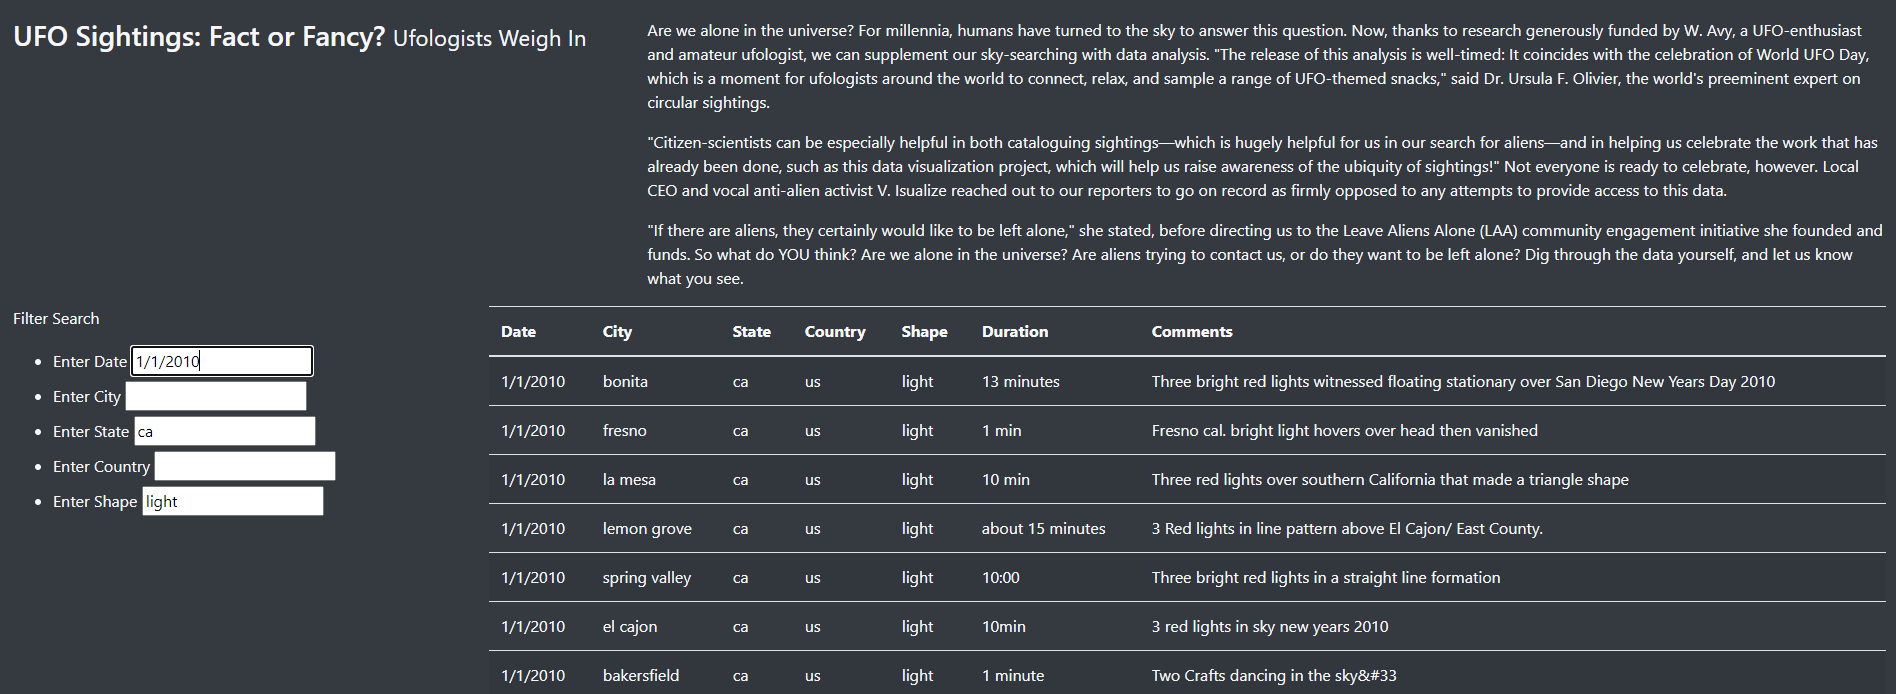 UFO Sightings: Fact or Fancy? Ufologists Weigh In
Are we alone in the universe? For millennia, humans have turned to the sky to answer this question. Now, thanks to research generously funded by W. Avy, a UFO-enthusiast
and amateur ufologist, we can supplement our sky-searching with data analysis. "The release of this analysis is well-timed: It coincides with the celebration of World UFO Day,
which is a moment for ufologists around the world to connect, relax, and sample a range of UFO-themed snacks," said Dr. Ursula F. Olivier, the world's preeminent expert on
circular sightings.
"Citizen-scientists can be especially helpful in both cataloguing sightings—which is hugely helpful for us in our search for aliens—and in helping us celebrate the work that has
already been done, such as this data visualization project, which will help us raise awareness of the ubiquity of sightings!" Not everyone is ready to celebrate, however. Local
CEO and vocal anti-alien activist V. Isualize reached out to our reporters to go on record as firmly opposed to any attempts to provide access to this data.
"If there are aliens, they certainly would like to be left alone," she stated, before directing us to the Leave Aliens Alone (LAA) community engagement initiative she founded and
funds. So what do YOU think? Are we alone in the universe? Are aliens trying to contact us, or do they want to be left alone? Dig through the data yourself, and let us know
what you see.
Filter Search
Enter Date 1/1/2010
Enter City
Enter State ca
Enter Country
Enter Shape light
Date City State Country Shape Duration Comments
1/1/2010 bonita ca us light 13 minutes Three bright red lights witnessed floating stationary over San Diego New Years Day 2010
1/1/2010 fresno ca us light 1 min Fresno cal. bright light hovers over head then vanished
1/1/2010 la mesa ca us light 10 min Three red lights over southern California that made a triangle shape
1/1/2010 lemon grove ca us light about 15 minutes 3 Red lights in line pattern above El Cajon/ East County.
1/1/2010 spring valley ca us light 10:00 Three bright red lights in a straight line formation
1/1/2010 el cajon ca us light 10min 3 red lights in sky new years 2010
1/1/2010 bakersfield ca us light 1 minute Two Crafts dancing in the sky&#33